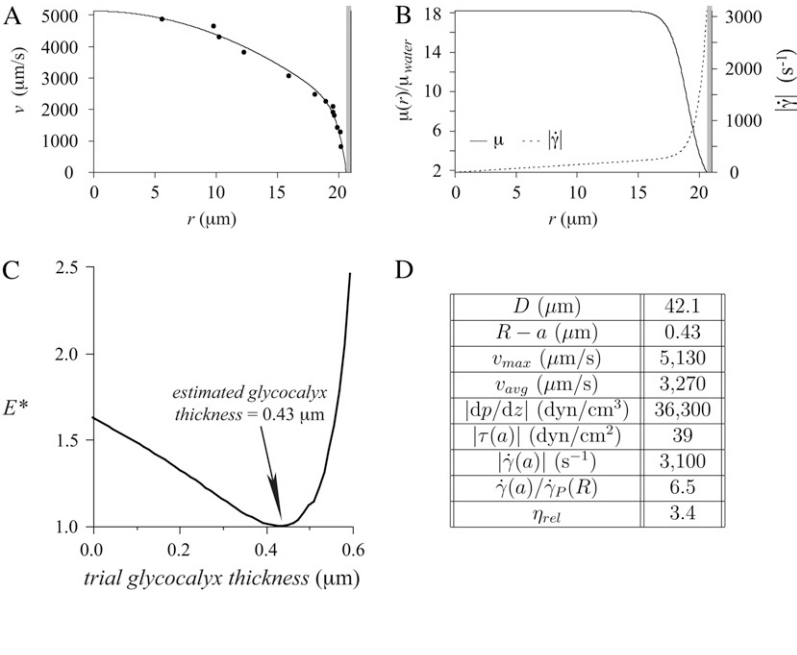 A
5000
4000
3000
2000
1000
0
v (μm/s)
0 5 10 15 20
r (μm)
B
18
14
10
6
2
μ(r)/μwater
3000
2000
1000
0
|γ̇| (s⁻¹)
μ |γ̇|
0 5 10 15 20
r (μm)
C
2.5
2.0
1.5
1.0
E*
estimated glycocalyx
thickness = 0.43 μm
0.0 0.2 0.4 0.6
trial glycocalyx thickness (μm)
D
D (μm) 42.1
R − a (μm) 0.43
vmax (μm/s) 5,130
vavg (μm/s) 3,270
|dp/dz| (dyn/cm³) 36,300
|τ(a)| (dyn/cm²) 39
|γ̇(a)| (s⁻¹) 3,100
γ̇(a)/γ̇P(R) 6.5
ηrel 3.4